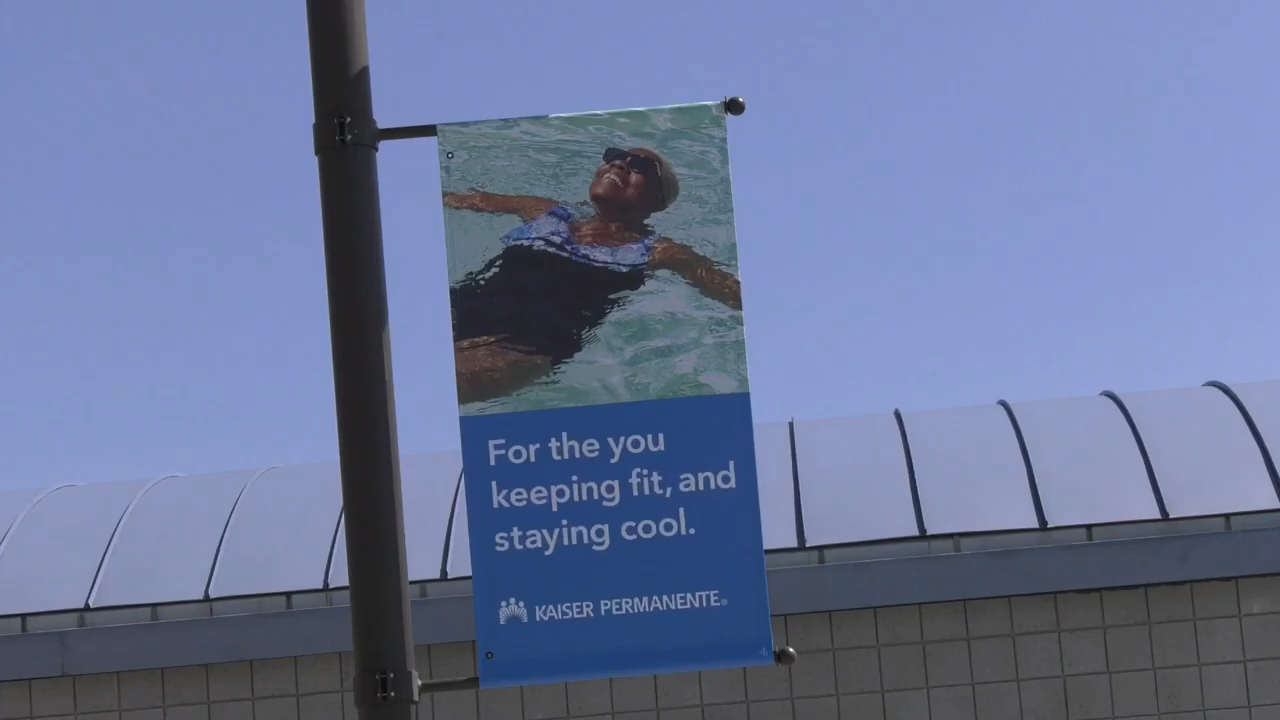 For the you
keeping fit, and
staying cool.
KAISER PERMANENTE®